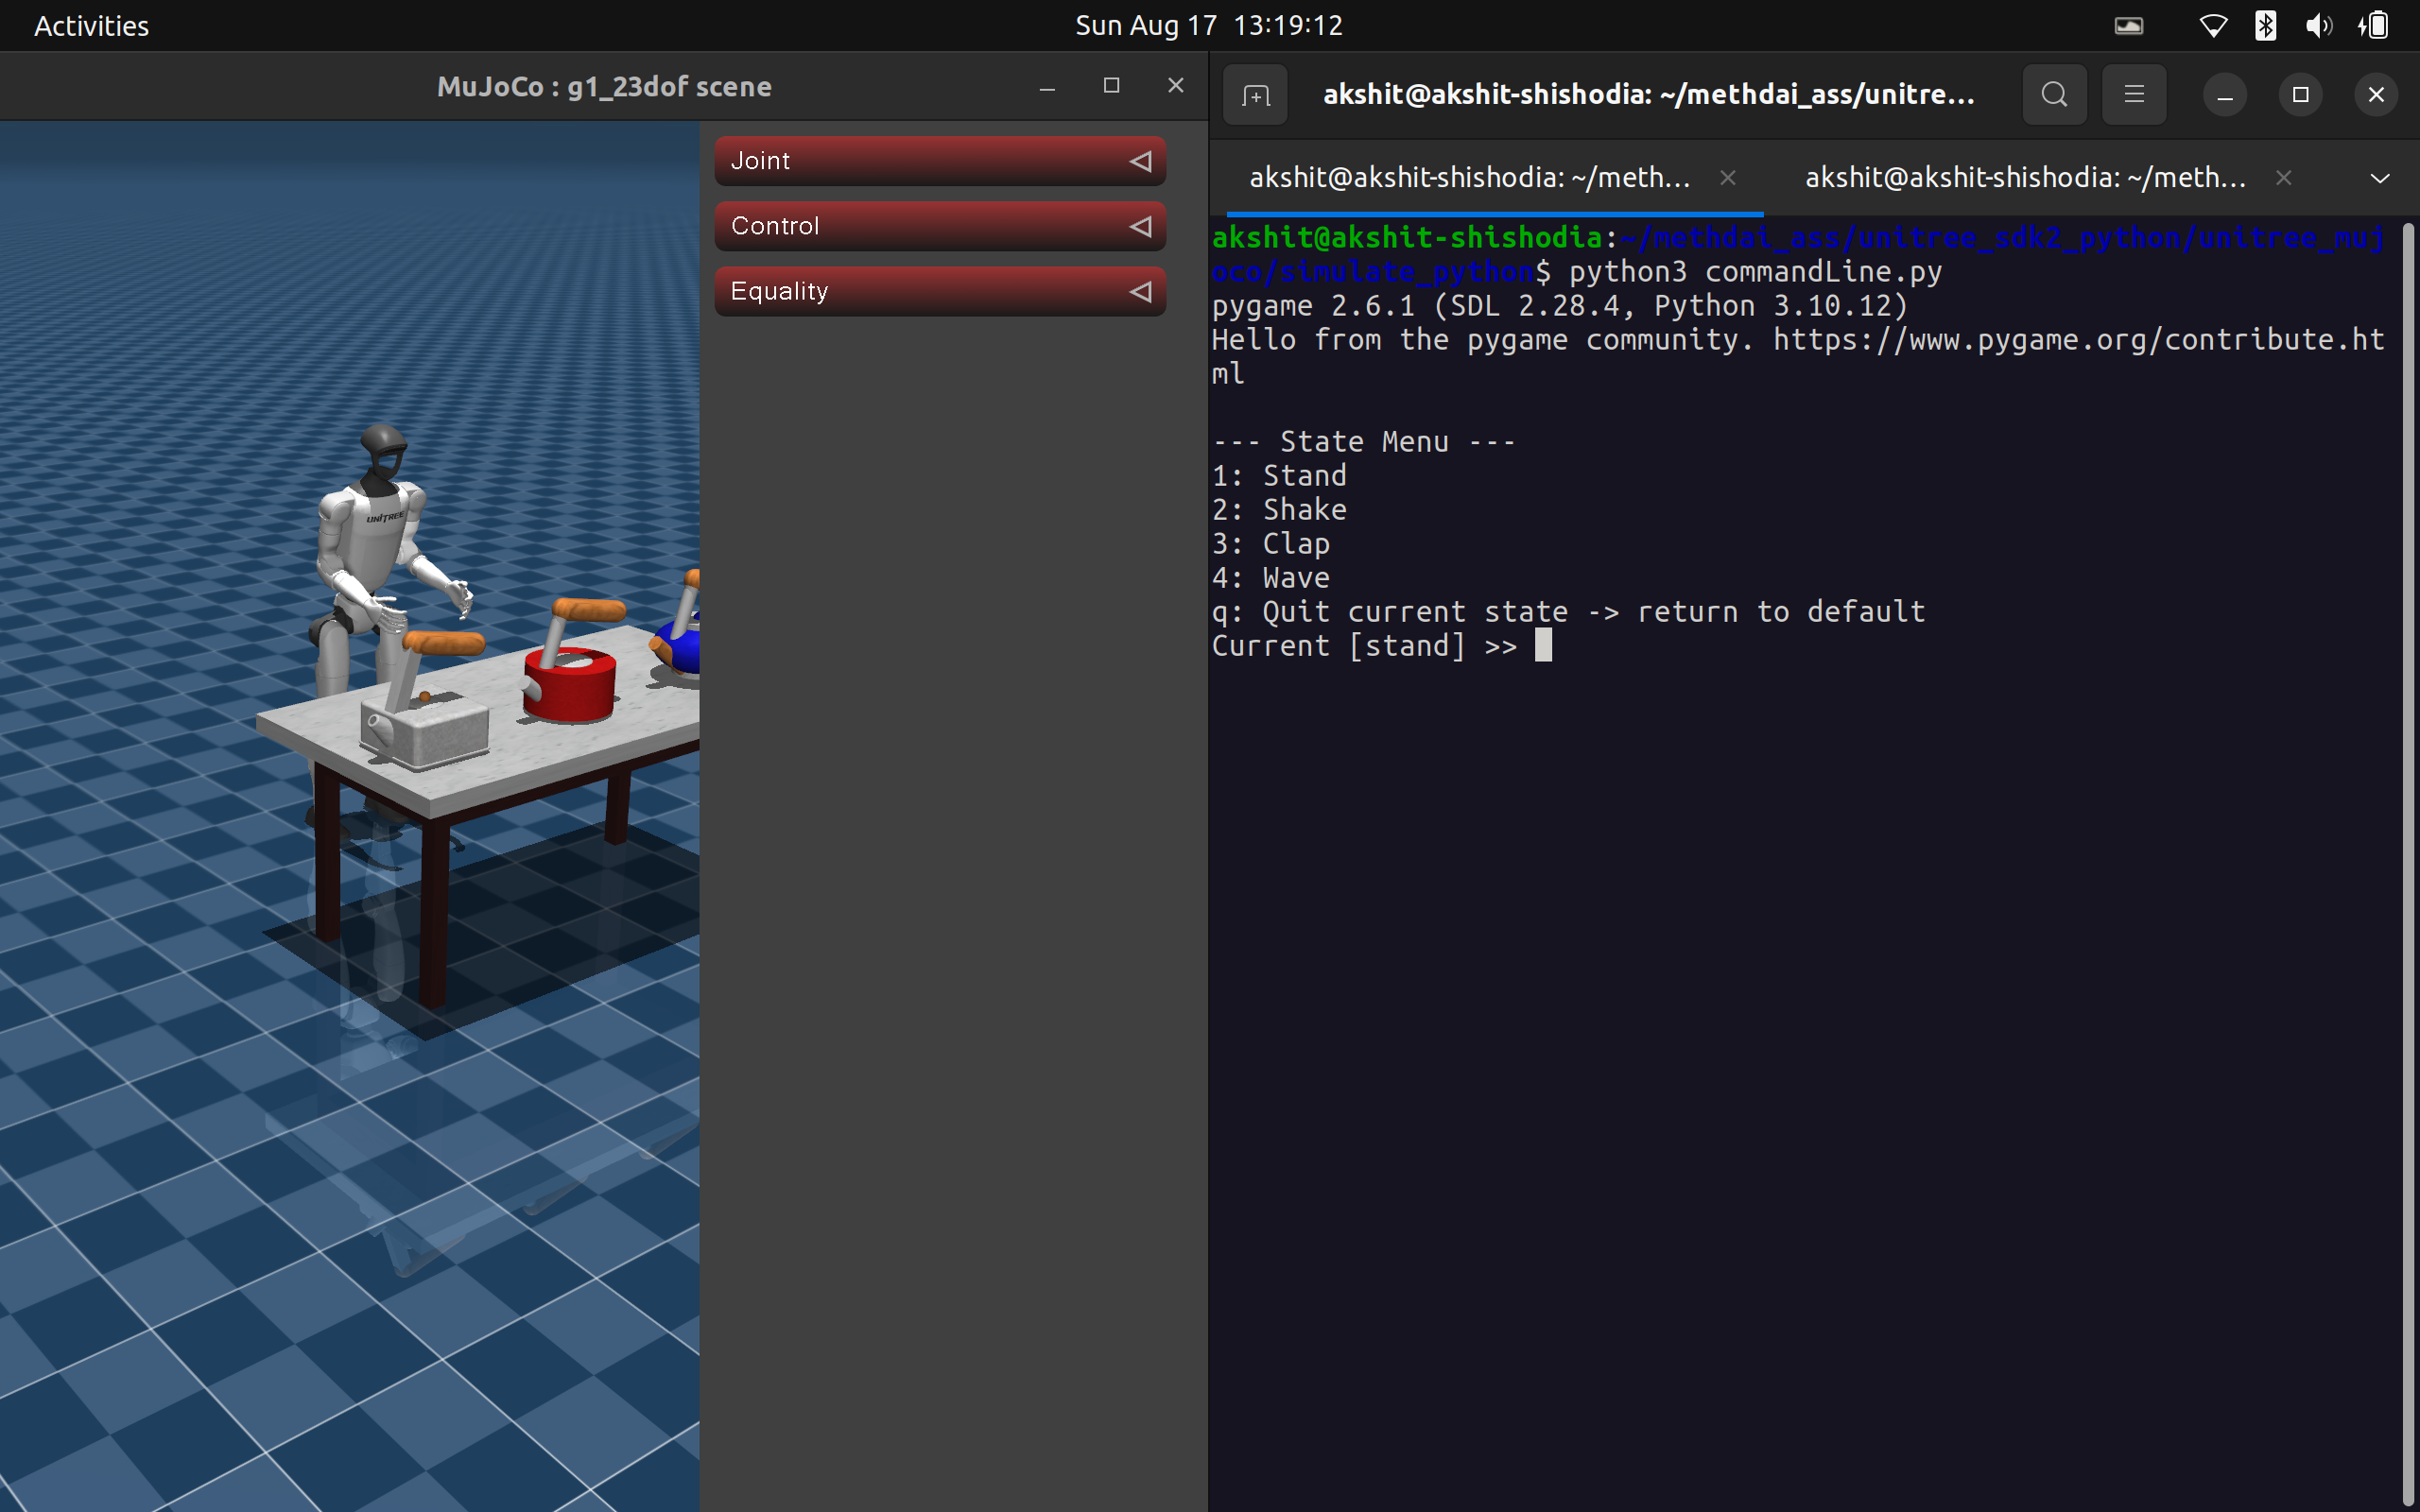 Activities
Sun Aug 17 13:19:12
MuJoCo : g1_23dof scene
Joint
Control
Equality
UNITREE
akshit@akshit-shishodia: ~/methdai_ass/unitre...
akshit@akshit-shishodia: ~/meth...
akshit@akshit-shishodia: ~/meth...
akshit@akshit-shishodia:~/methdai_ass/unitree_sdk2_python/unitree_muj
oco/simulate_python$ python3 commandLine.py
pygame 2.6.1 (SDL 2.28.4, Python 3.10.12)
Hello from the pygame community. https://www.pygame.org/contribute.ht
ml
--- State Menu ---
1: Stand
2: Shake
3: Clap
4: Wave
q: Quit current state -> return to default
Current [stand] >>